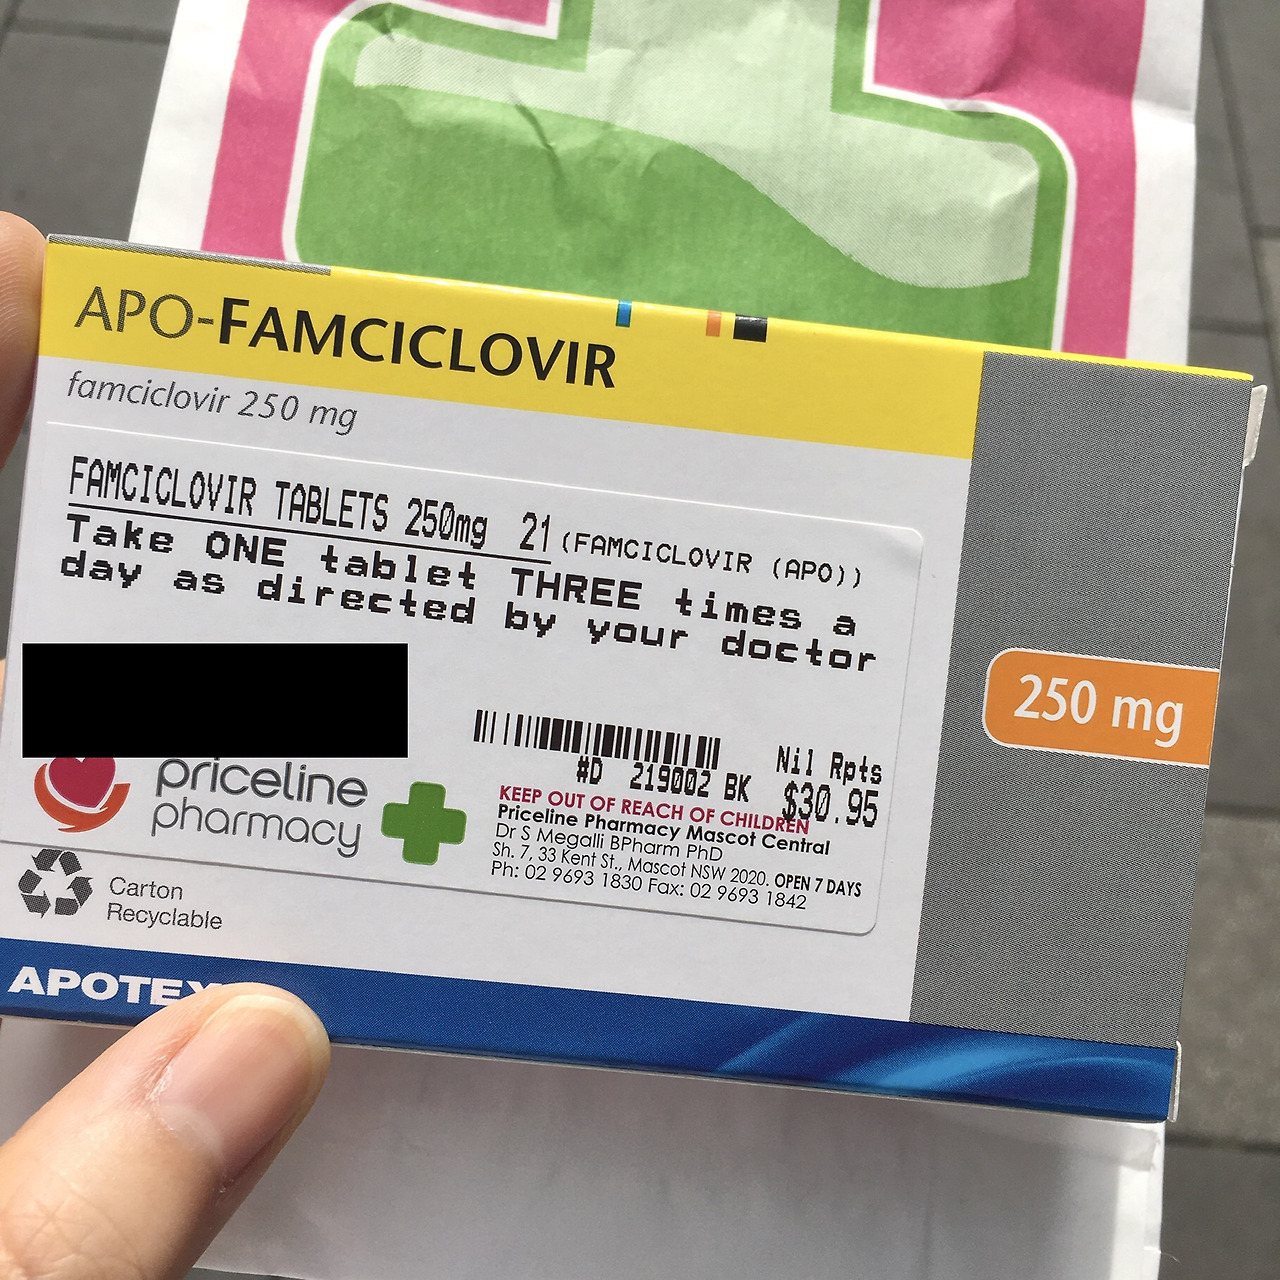 APO-FAMCICLOVIR
famciclovir 250 mg
FAMCICLOVIR TABLETS 250mg 21 (FAMCICLOVIR (APO))
Take ONE tablet THREE times a
day as directed by your doctor
250 mg
Nil Rpts
#D 219002 BK $30.95
priceline
pharmacy
KEEP OUT OF REACH OF CHILDREN
Priceline Pharmacy Mascot Central
Dr S Megalli BPharm PhD
Sh. 7, 33 Kent St., Mascot NSW 2020. OPEN 7 DAYS
Ph: 02 9693 1830 Fax: 02 9693 1842
Carton
Recyclable
APOTEX